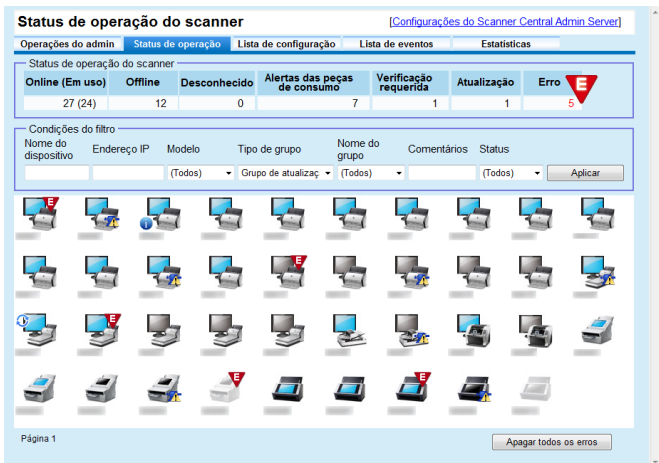 Status de operação do scanner
[Configurações do Scanner Central Admin Server]
Operações do admin Status de operação Lista de configuração Lista de eventos Estatísticas
Status de operação do scanner
Online (Em uso) Offline Desconhecido Alertas das peças de consumo Verificação requerida Atualização Erro E
27 (24) 12 0 7 1 1 5
Condições do filtro
Nome do dispositivo Endereço IP Modelo Tipo de grupo Nome do grupo Comentários Status
(Todos) Grupo de atualizaç (Todos) (Todos) Aplicar
E
E
E
E
E
Página 1
Apagar todos os erros